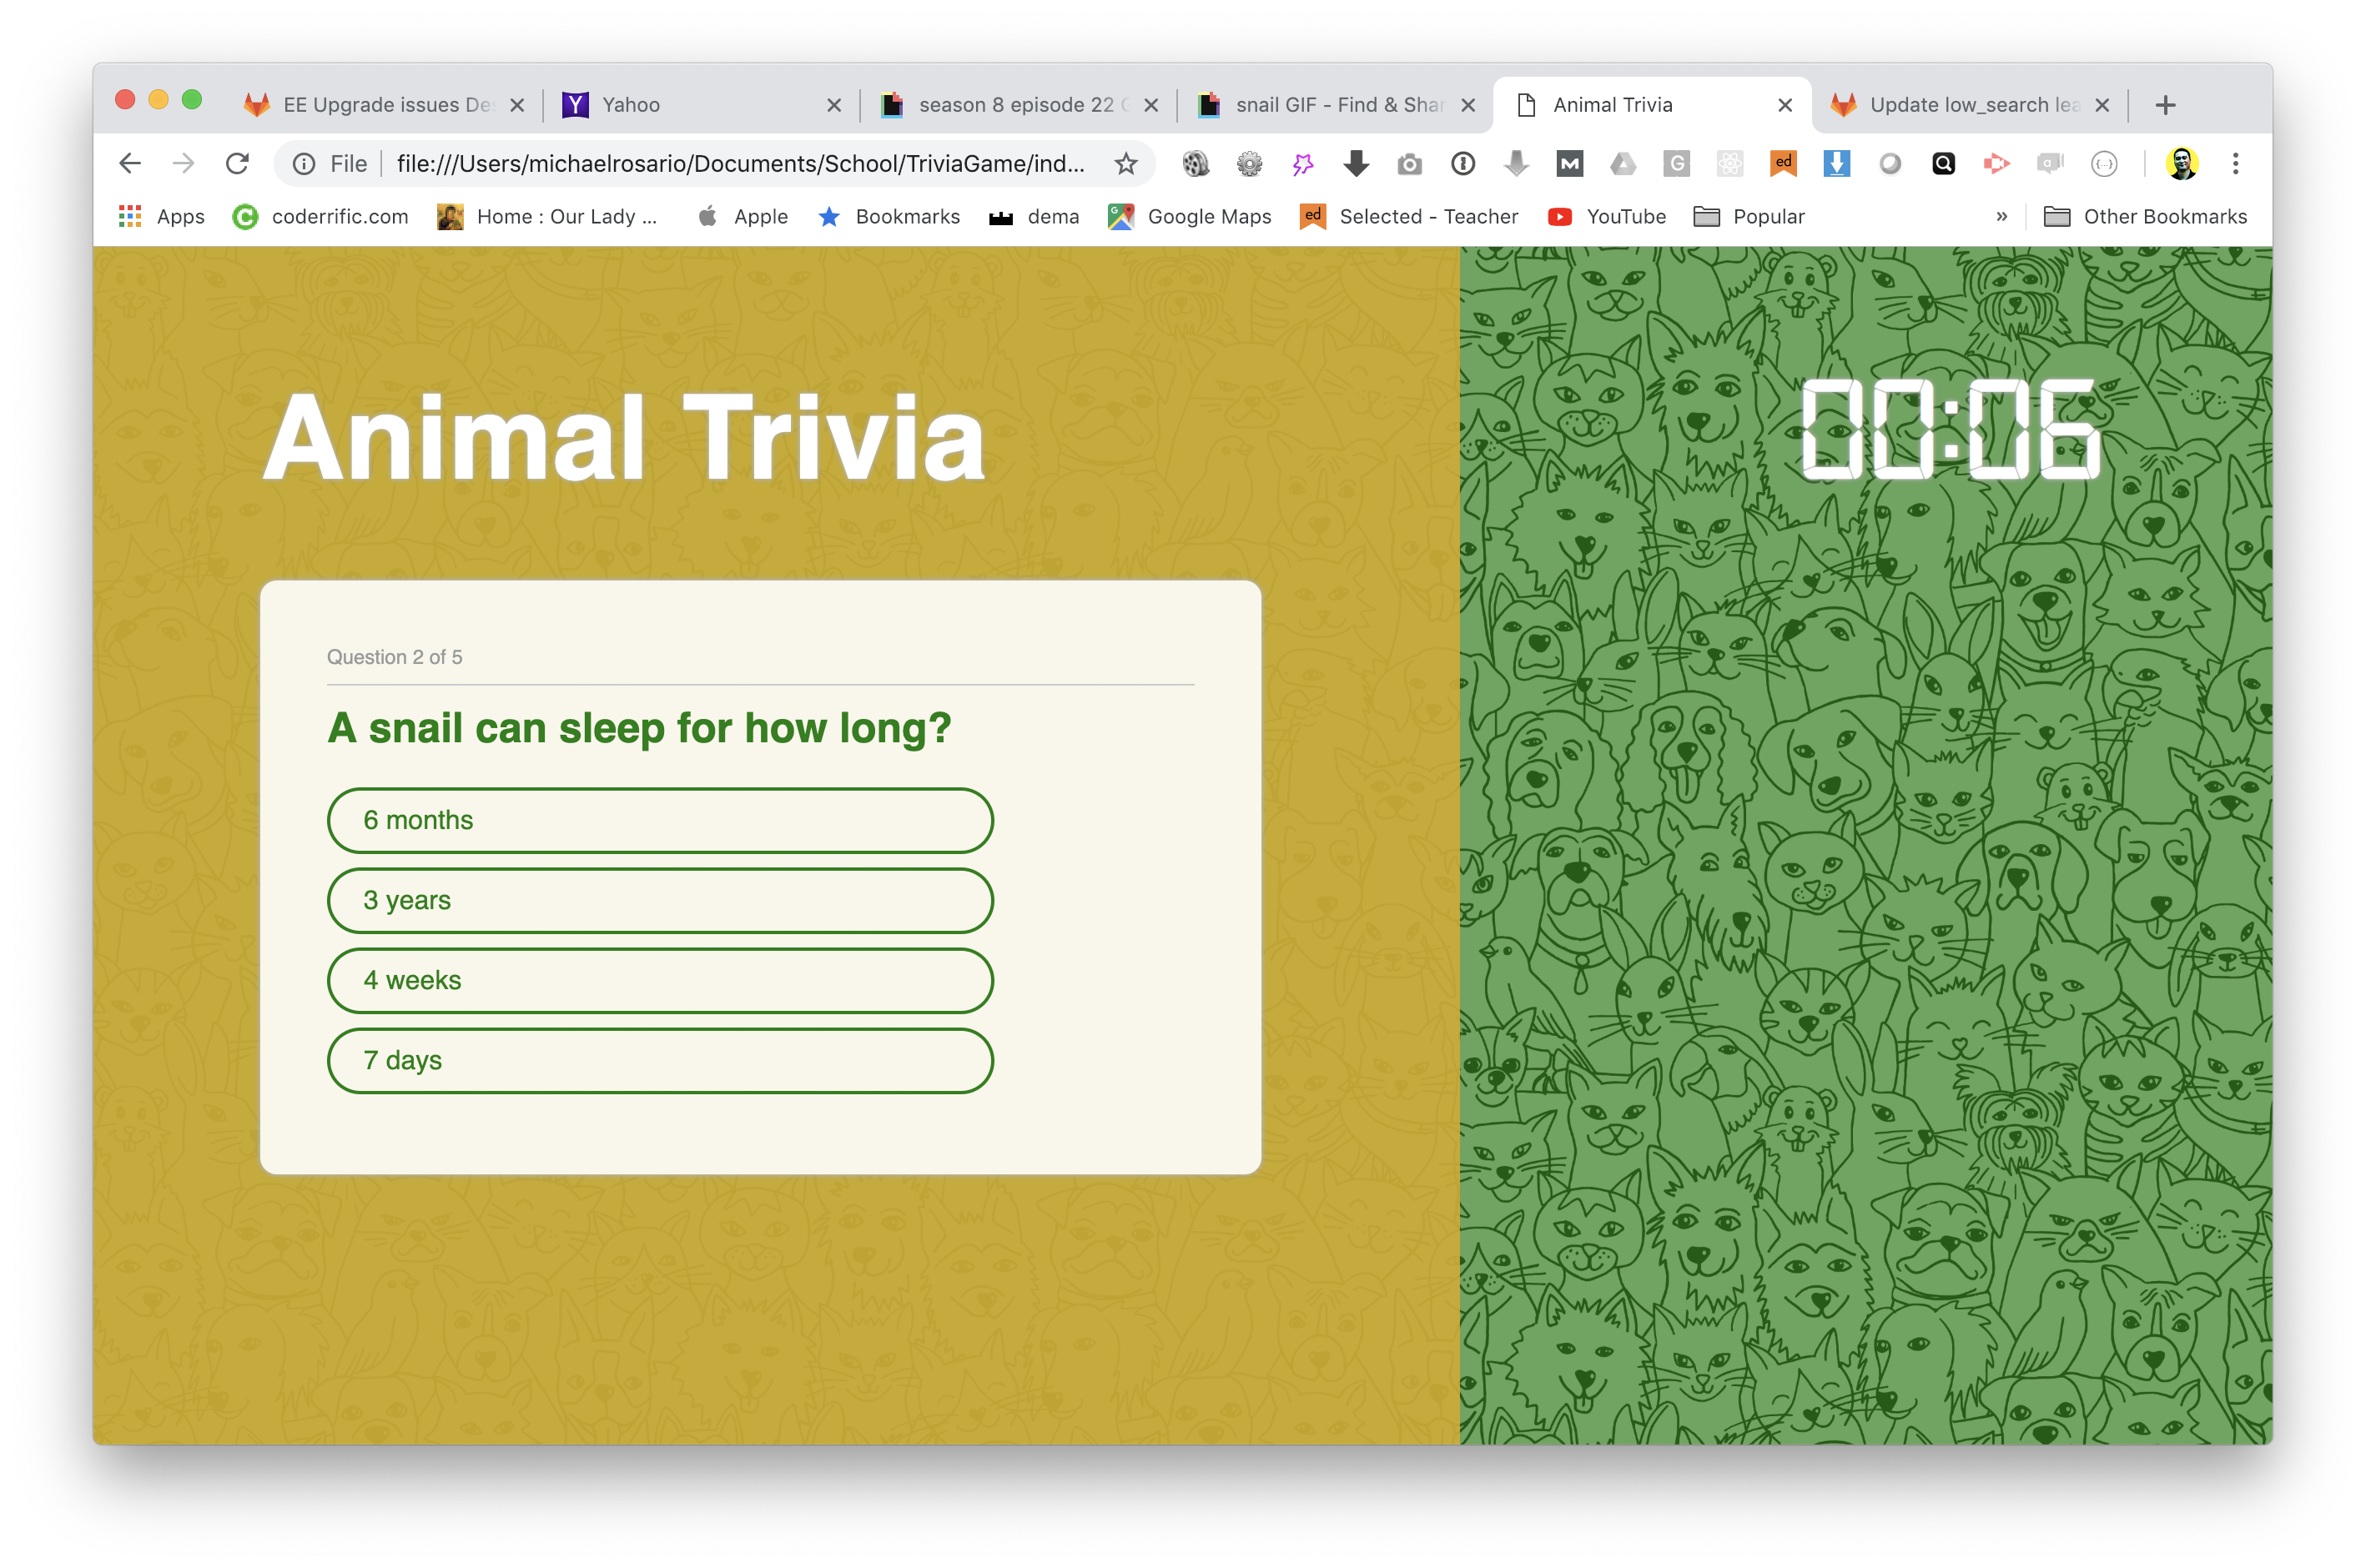 EE Upgrade issues De
Yahoo
season 8 episode 22 G
snail GIF - Find & Shar
Animal Trivia
Update low_search lea
File
file:///Users/michaelrosario/Documents/School/TriviaGame/ind...
Apps
coderrific.com
Home : Our Lady ...
Apple
Bookmarks
dema
Google Maps
ed
Selected - Teacher
YouTube
Popular
»
Other Bookmarks
Animal Trivia
00:06
Question 2 of 5
A snail can sleep for how long?
6 months
3 years
4 weeks
7 days